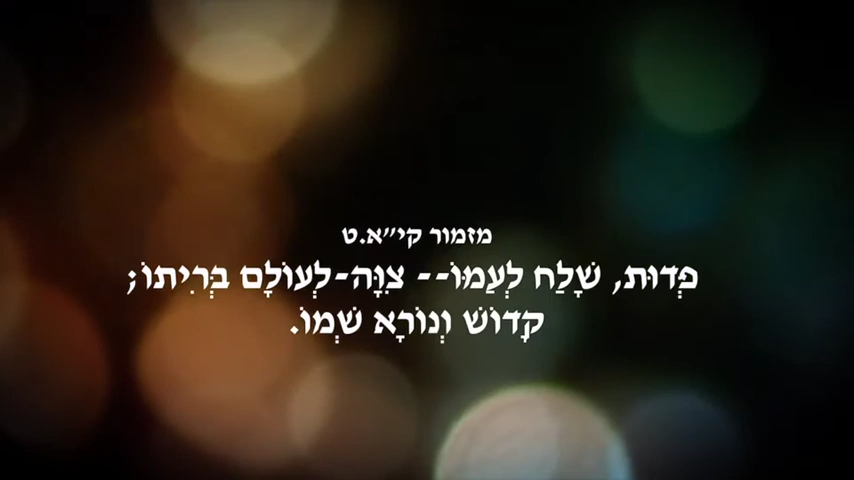 מזמור קי״א.ט
פְּדוּת, שָׁלַח לְעַמּוֹ-- צִוָּה-לְעוֹלָם בְּרִיתוֹ;
קָדוֹשׁ וְנוֹרָא שְׁמוֹ.